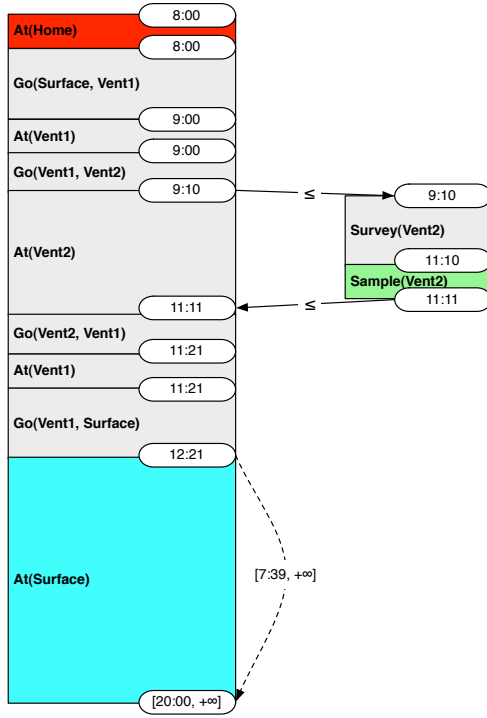 8:00
At(Home)
8:00
Go(Surface, Vent1)
9:00
At(Vent1)
9:00
Go(Vent1, Vent2)
9:10
≤
9:10
Survey(Vent2)
At(Vent2)
11:10
Sample(Vent2)
11:11
≤
11:11
Go(Vent2, Vent1)
11:21
At(Vent1)
11:21
Go(Vent1, Surface)
12:21
[7:39, +∞]
At(Surface)
[20:00, +∞]